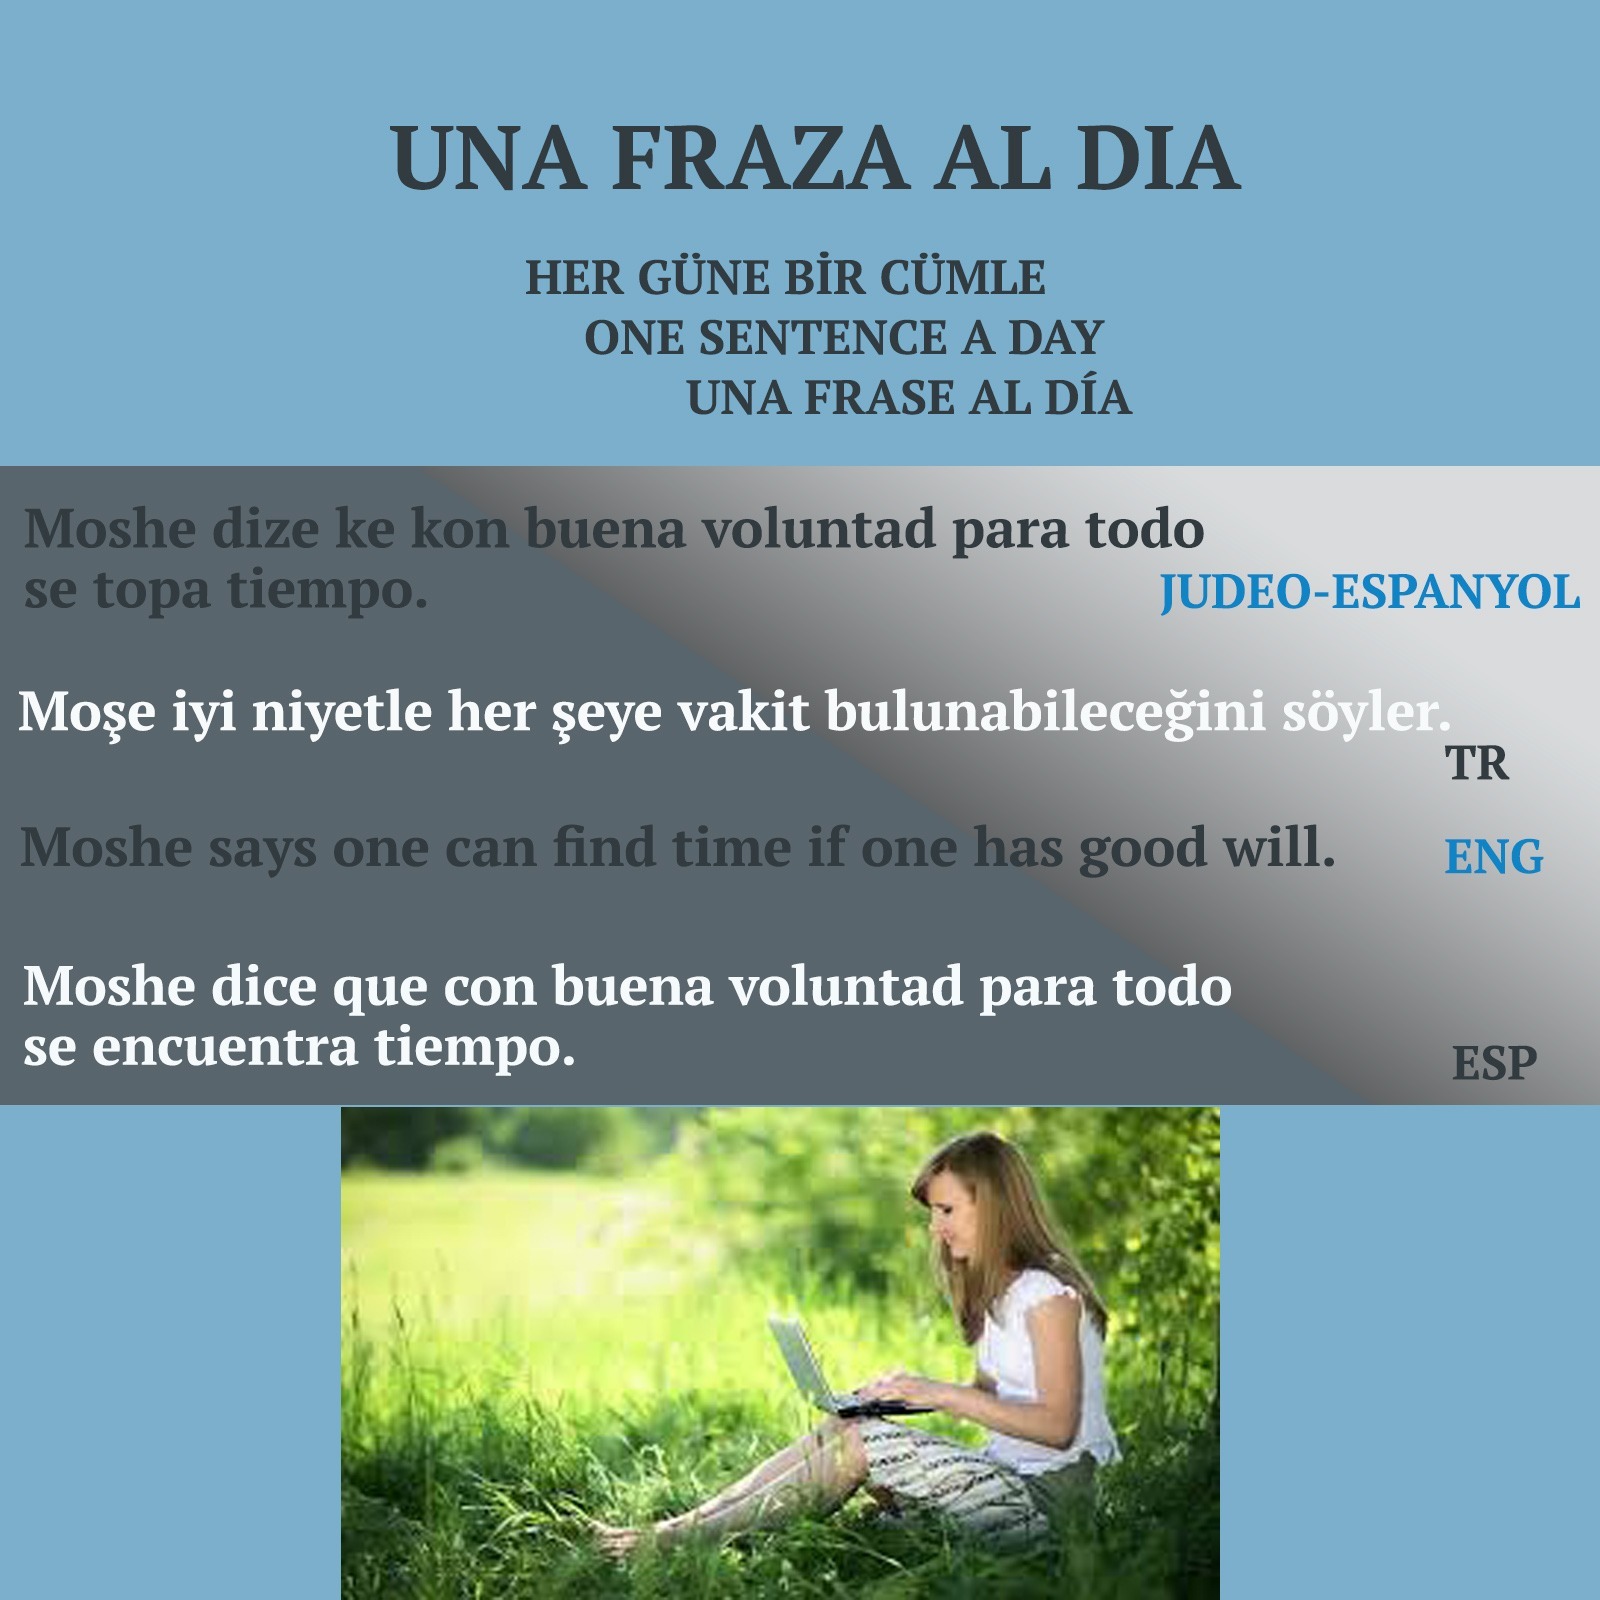 UNA FRAZA AL DIA
HER GÜNE BİR CÜMLE
ONE SENTENCE A DAY
UNA FRASE AL DÍA
Moshe dize ke kon buena voluntad para todo
se topa tiempo.
JUDEO-ESPANYOL
Moşe iyi niyetle her şeye vakit bulunabileceğini söyler.
TR
Moshe says one can find time if one has good will.
ENG
Moshe dice que con buena voluntad para todo
se encuentra tiempo.
ESP